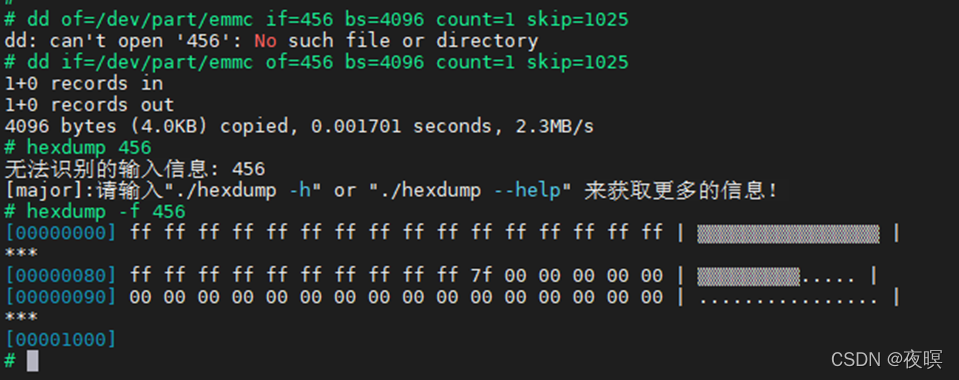 #
# dd of=/dev/part/emmc if=456 bs=4096 count=1 skip=1025
dd: can't open '456': No such file or directory
# dd if=/dev/part/emmc of=456 bs=4096 count=1 skip=1025
1+0 records in
1+0 records out
4096 bytes (4.0KB) copied, 0.001701 seconds, 2.3MB/s
# hexdump 456
无法识别的输入信息: 456
[major]:请输入"./hexdump -h" or "./hexdump --help" 来获取更多的信息!
# hexdump -f 456
[00000000] ff ff ff ff ff ff ff ff ff ff ff ff ff ff ff ff | ▒▒▒▒▒▒▒▒▒▒▒▒▒▒▒▒ |
***
[00000080] ff ff ff ff ff ff ff ff ff ff 7f 00 00 00 00 00 | ▒▒▒▒▒▒▒▒▒▒..... |
[00000090] 00 00 00 00 00 00 00 00 00 00 00 00 00 00 00 00 | ................ |
***
[00001000]
#
CSDN @夜暝